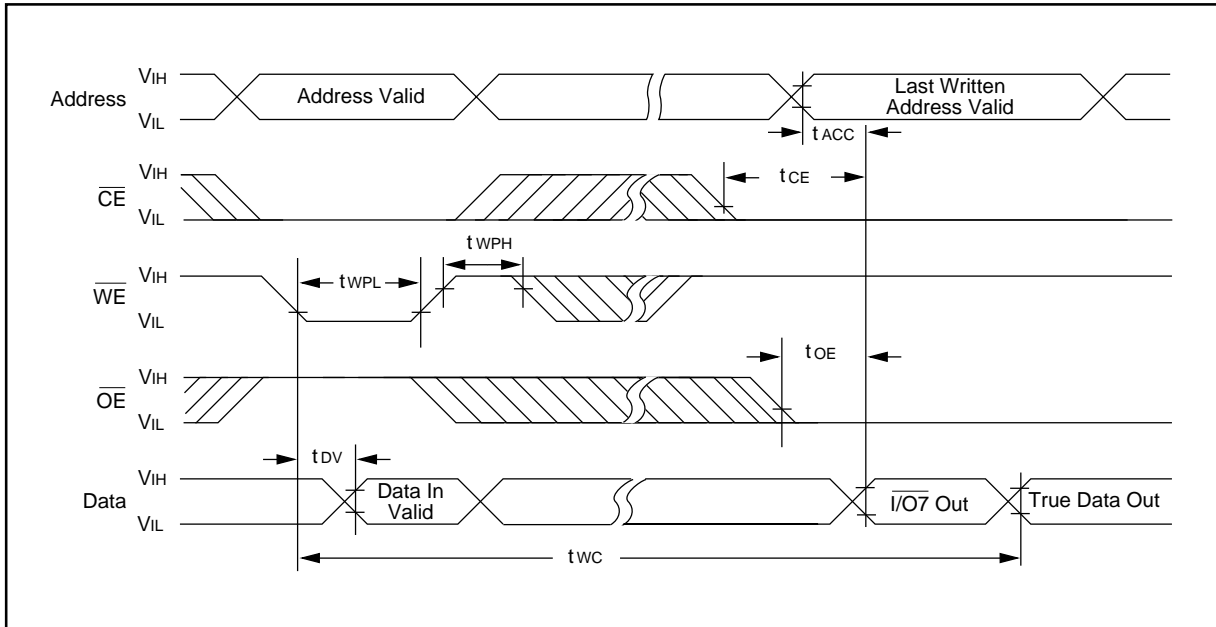 Address
VIH
VIL
Address Valid
Last Written
Address Valid
tACC
CE
VIH
VIL
tCE
WE
VIH
VIL
tWPL
tWPH
OE
VIH
VIL
tOE
Data
VIH
VIL
tDV
Data In
Valid
I/O7 Out
True Data Out
tWC